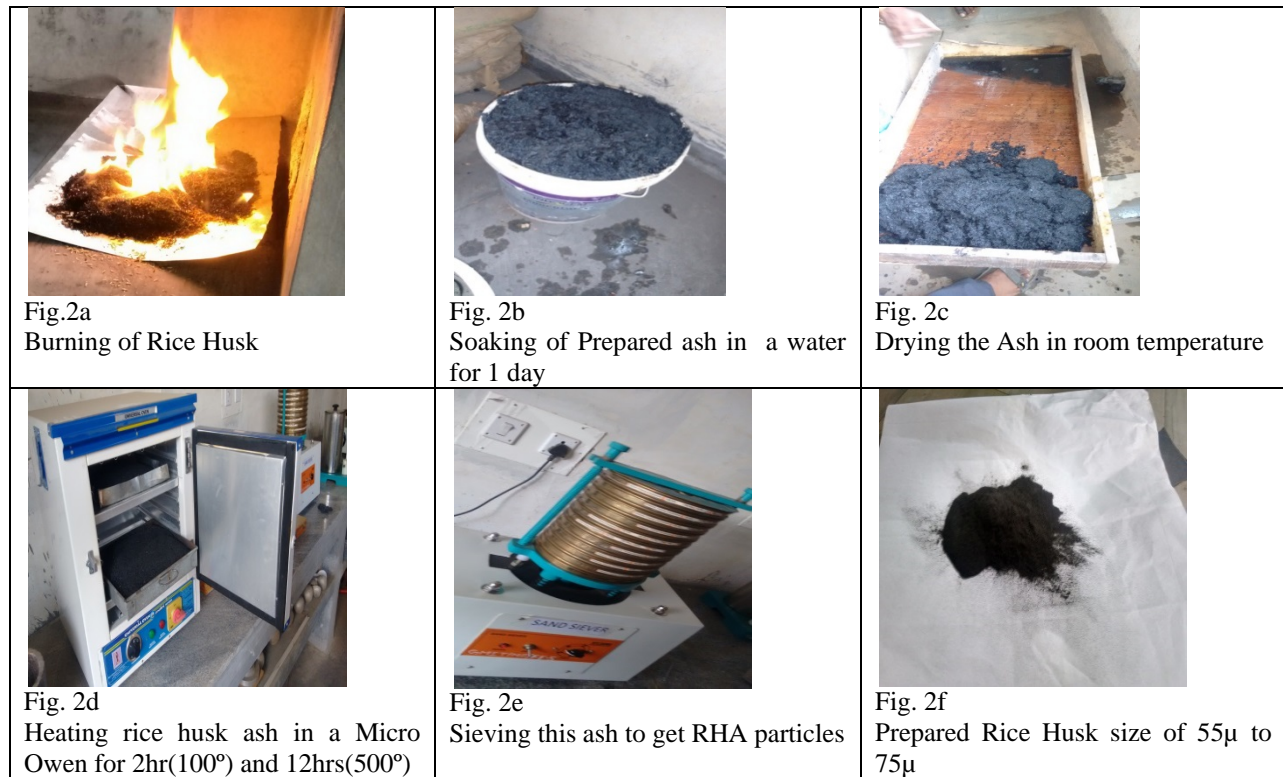 Fig.2a
Burning of Rice Husk
Fig. 2b
Soaking of Prepared ash in a water
for 1 day
Fig. 2c
Drying the Ash in room temperature
SAND SIEVER
Fig. 2d
Heating rice husk ash in a Micro
Owen for 2hr(100º) and 12hrs(500º)
Fig. 2e
Sieving this ash to get RHA particles
Fig. 2f
Prepared Rice Husk size of 55µ to
75µ